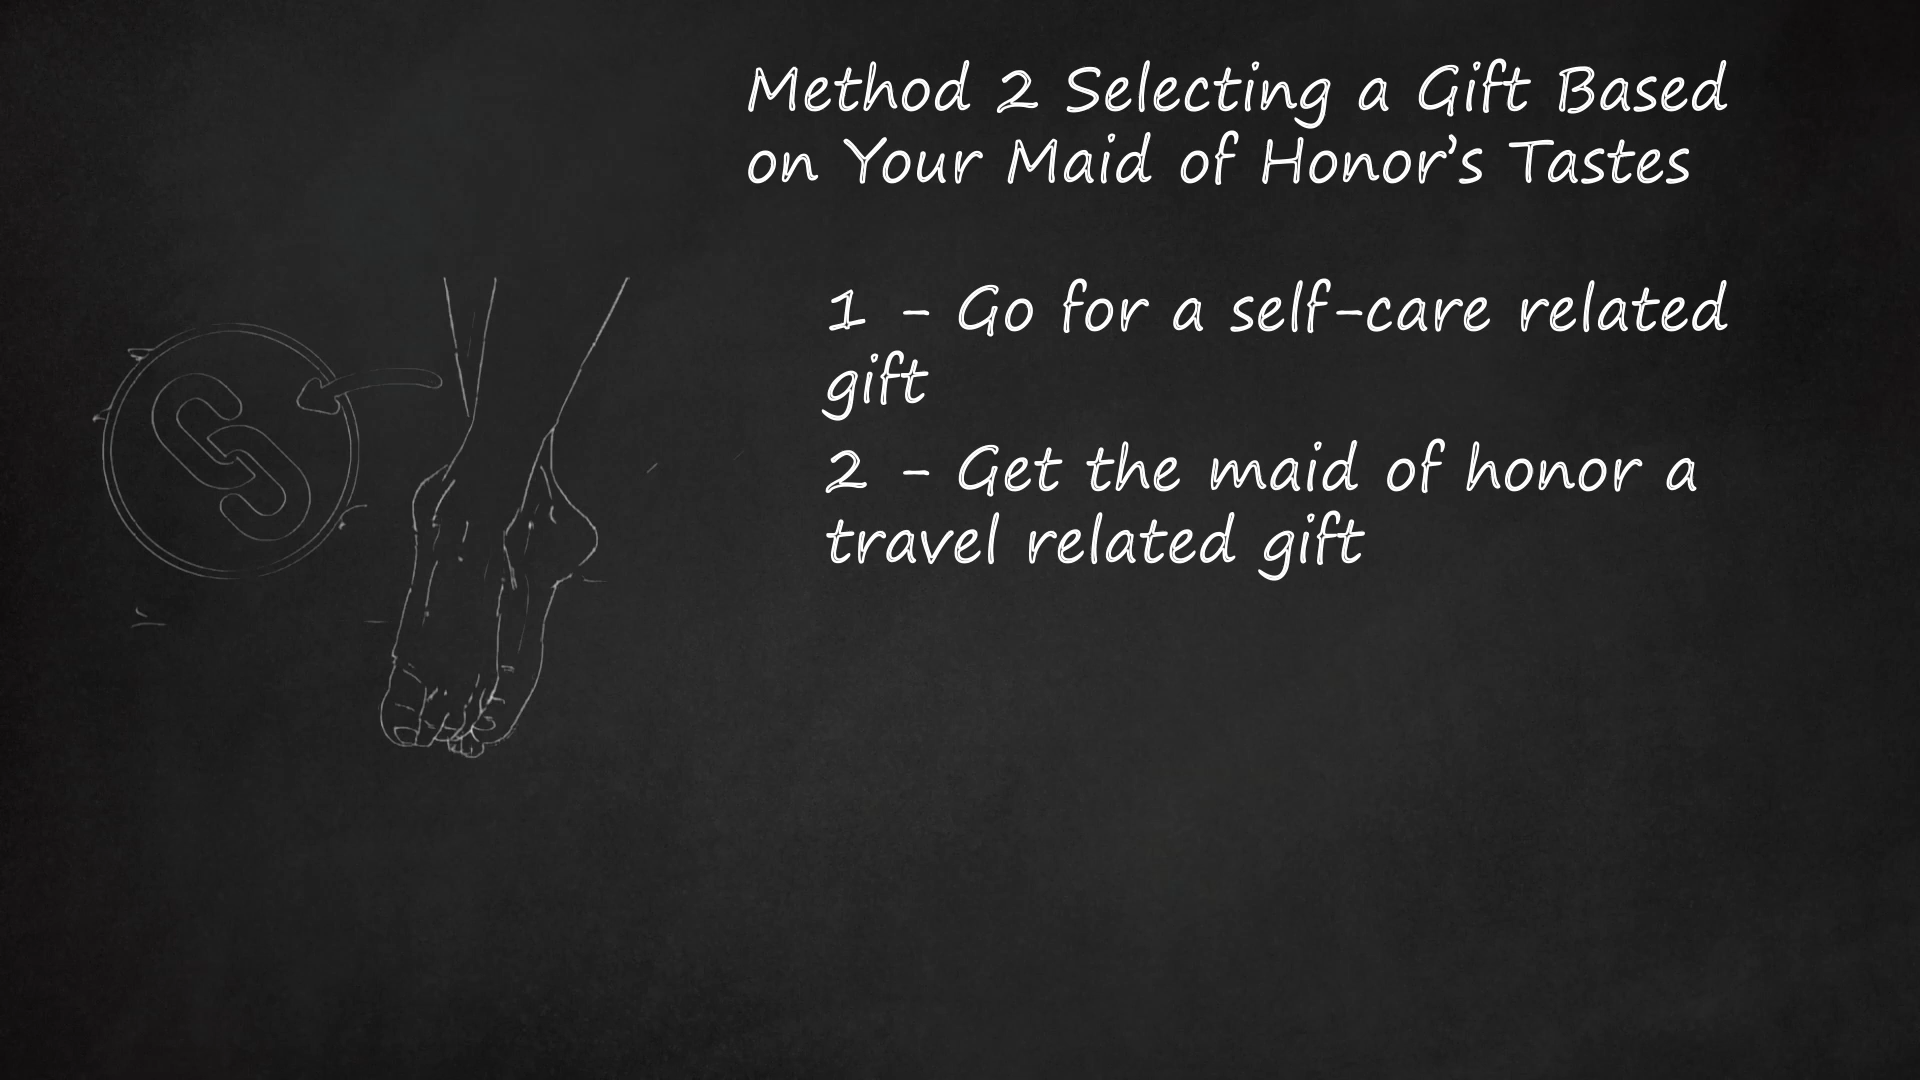 Method 2 Selecting a Gift Based
on Your Maid of Honor’s Tastes
1 - Go for a self-care related
gift
2 - Get the maid of honor a
travel related gift